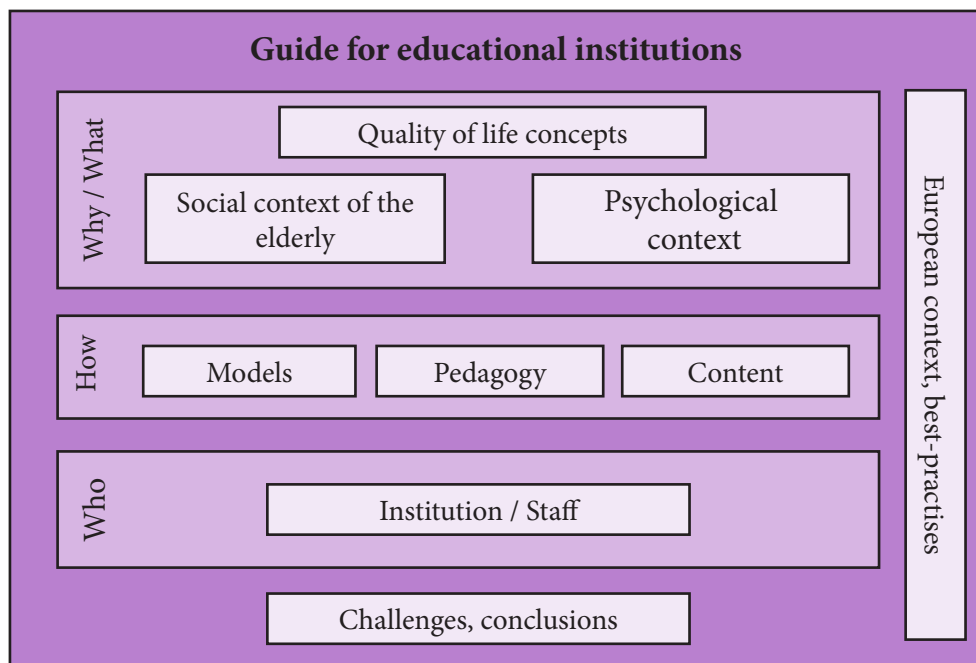 Guide for educational institutions
Why / What
Quality of life concepts
Social context of the
elderly
Psychological
context
How
Models
Pedagogy
Content
Who
Institution / Staff
Challenges, conclusions
European context, best-practises